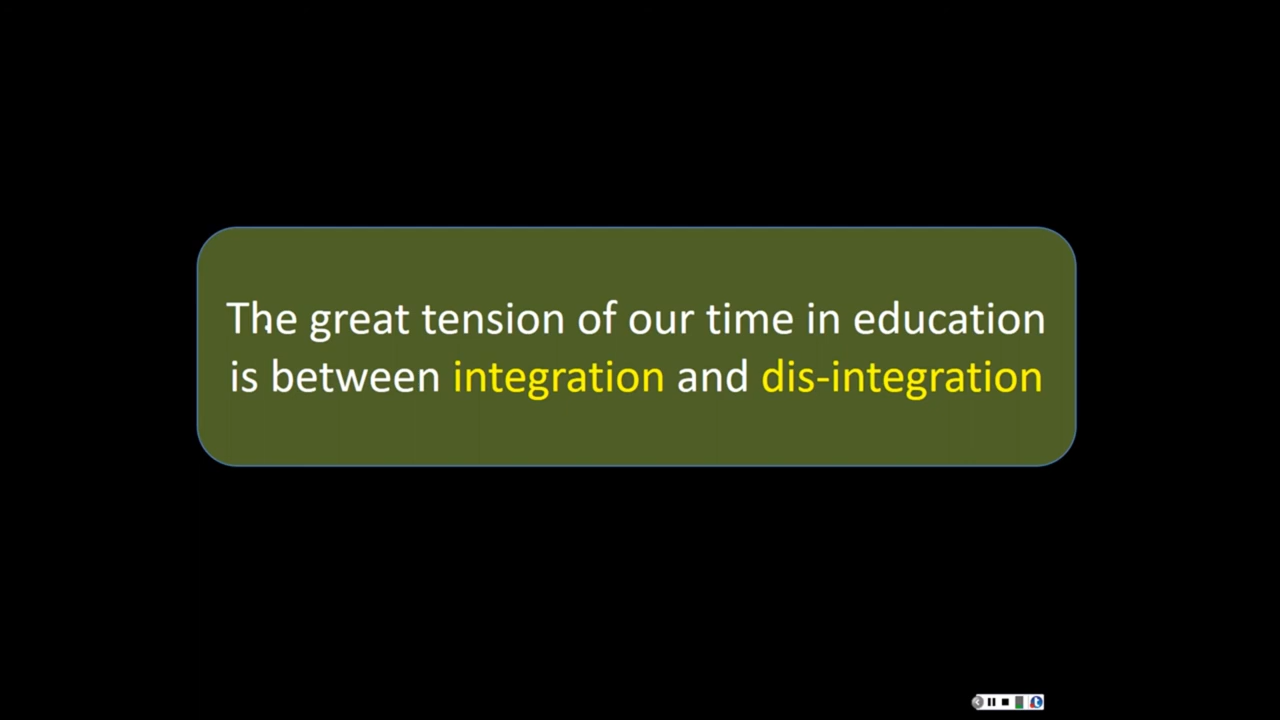 The great tension of our time in education
is between integration and dis-integration